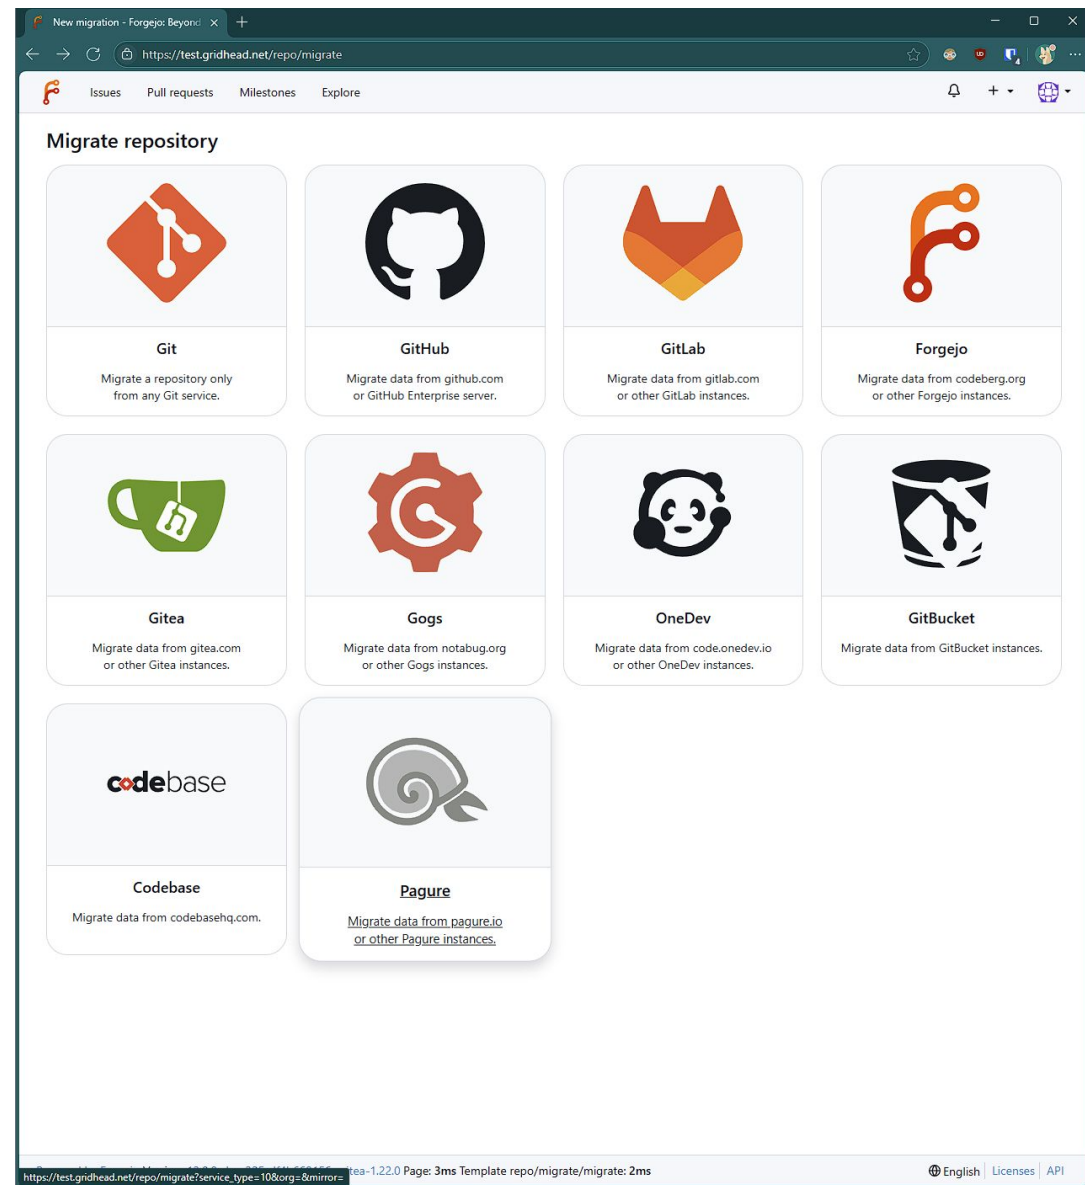 New migration - Forgejo: Beyond
https://test.gridhead.net/repo/migrate
Issues Pull requests Milestones Explore
Migrate repository
Git
Migrate a repository only
from any Git service.
GitHub
Migrate data from github.com
or GitHub Enterprise server.
GitLab
Migrate data from gitlab.com
or other GitLab instances.
Forgejo
Migrate data from codeberg.org
or other Forgejo instances.
Gitea
Migrate data from gitea.com
or other Gitea instances.
Gogs
Migrate data from notabug.org
or other Gogs instances.
OneDev
Migrate data from code.onedev.io
or other OneDev instances.
GitBucket
Migrate data from GitBucket instances.
codebase
Codebase
Migrate data from codebasehq.com.
Pagure
Migrate data from pagure.io
or other Pagure instances.
tea-1.22.0 Page: 3ms Template repo/migrate/migrate: 2ms
English Licenses API
https://test.gridhead.net/repo/migrate?service_type=10&org=&mirror=